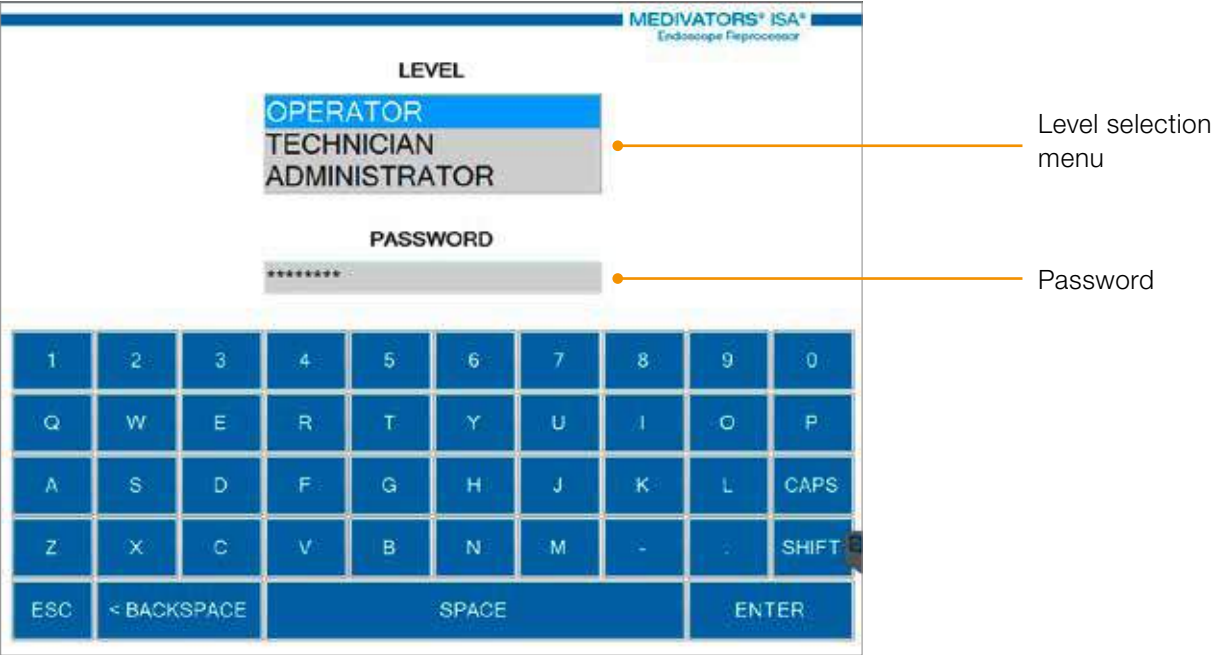 MEDIVATORS® ISA®
Endoscope Reprocessor
LEVEL
OPERATOR
TECHNICIAN
ADMINISTRATOR
Level selection
menu
PASSWORD
********
Password
1 2 3 4 5 6 7 8 9 0
Q W E R T Y U I O P
A S D F G H J K L CAPS
Z X C V B N M - . SHIFT
ESC < BACKSPACE SPACE ENTER